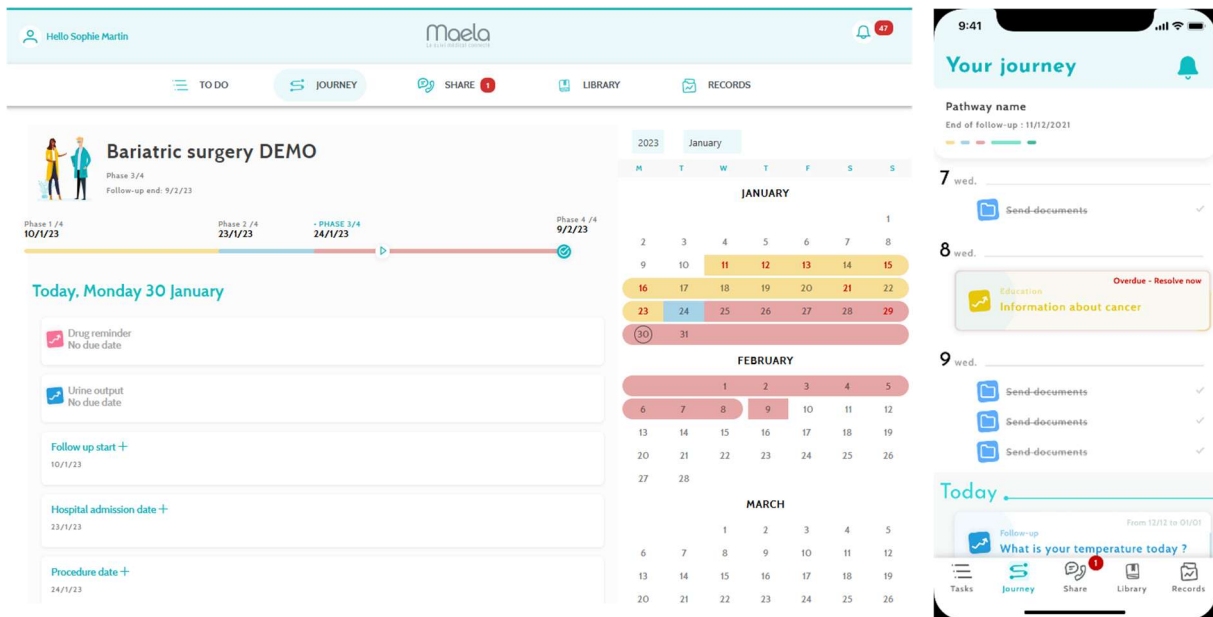 Hello Sophie Martin
Maela
47
TO DO
JOURNEY
SHARE 1
LIBRARY
RECORDS
Bariatric surgery DEMO
Phase 3/4
Follow-up end: 9/2/23
Phase 1 /4
10/1/23
Phase 2 /4
23/1/23
• PHASE 3/4
24/1/23
Phase 4 /4
9/2/23
Today, Monday 30 January
Drug reminder
No due date
Urine output
No due date
Follow up start +
10/1/23
Hospital admission date +
23/1/23
Procedure date +
24/1/23
2023 January
M T W T F S S
JANUARY
1
2 3 4 5 6 7 8
9 10 11 12 13 14 15
16 17 18 19 20 21 22
23 24 25 26 27 28 29
30 31
FEBRUARY
1 2 3 4 5
6 7 8 9 10 11 12
13 14 15 16 17 18 19
20 21 22 23 24 25 26
27 28
MARCH
1 2 3 4 5
6 7 8 9 10 11 12
13 14 15 16 17 18 19
20 21 22 23 24 25 26
9:41
Your journey
Pathway name
End of follow-up : 11/12/2021
7 wed.
Send documents
8 wed.
Overdue - Resolve now
Education
Information about cancer
9 wed.
Send documents
Send documents
Send documents
Today
From 12/12 to 01/01
Follow-up
What is your temperature today ?
1
Tasks
Journey
Share
Library
Records